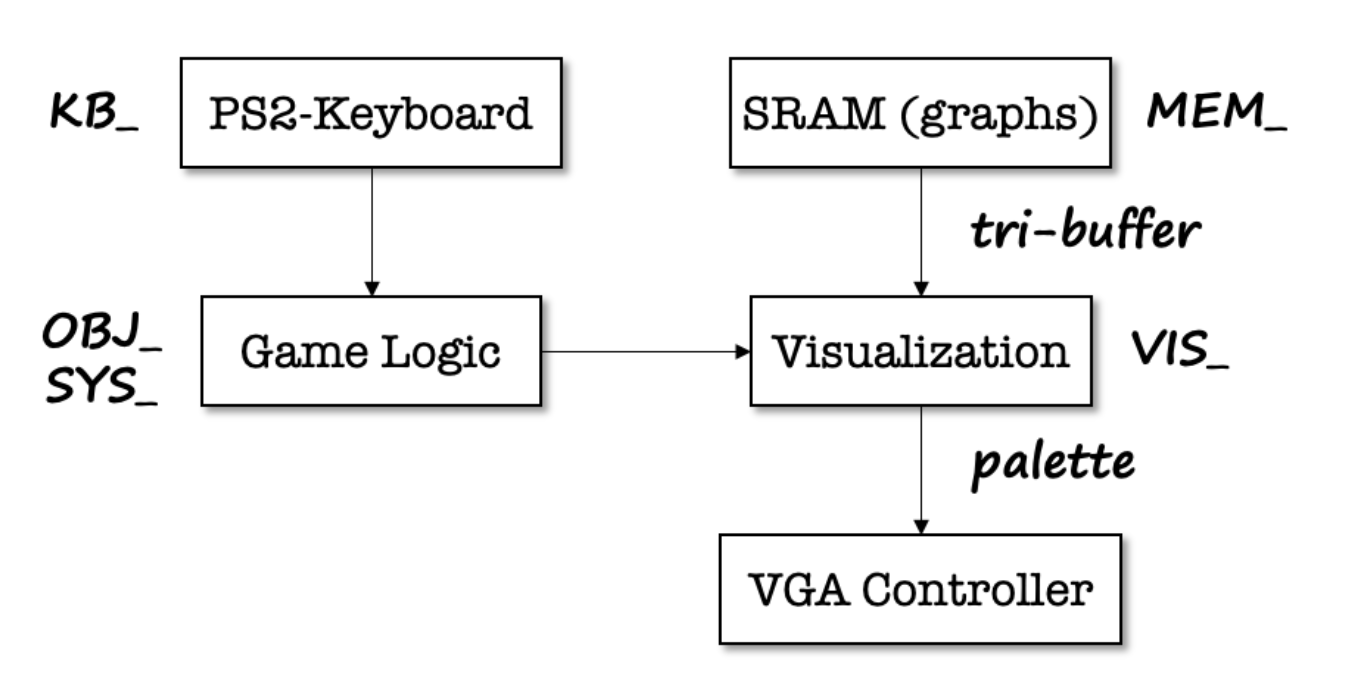 KB_
PS2-Keyboard
SRAM (graphs)
MEM_
tri-buffer
OBJ_
SYS_
Game Logic
Visualization
VIS_
palette
VGA Controller